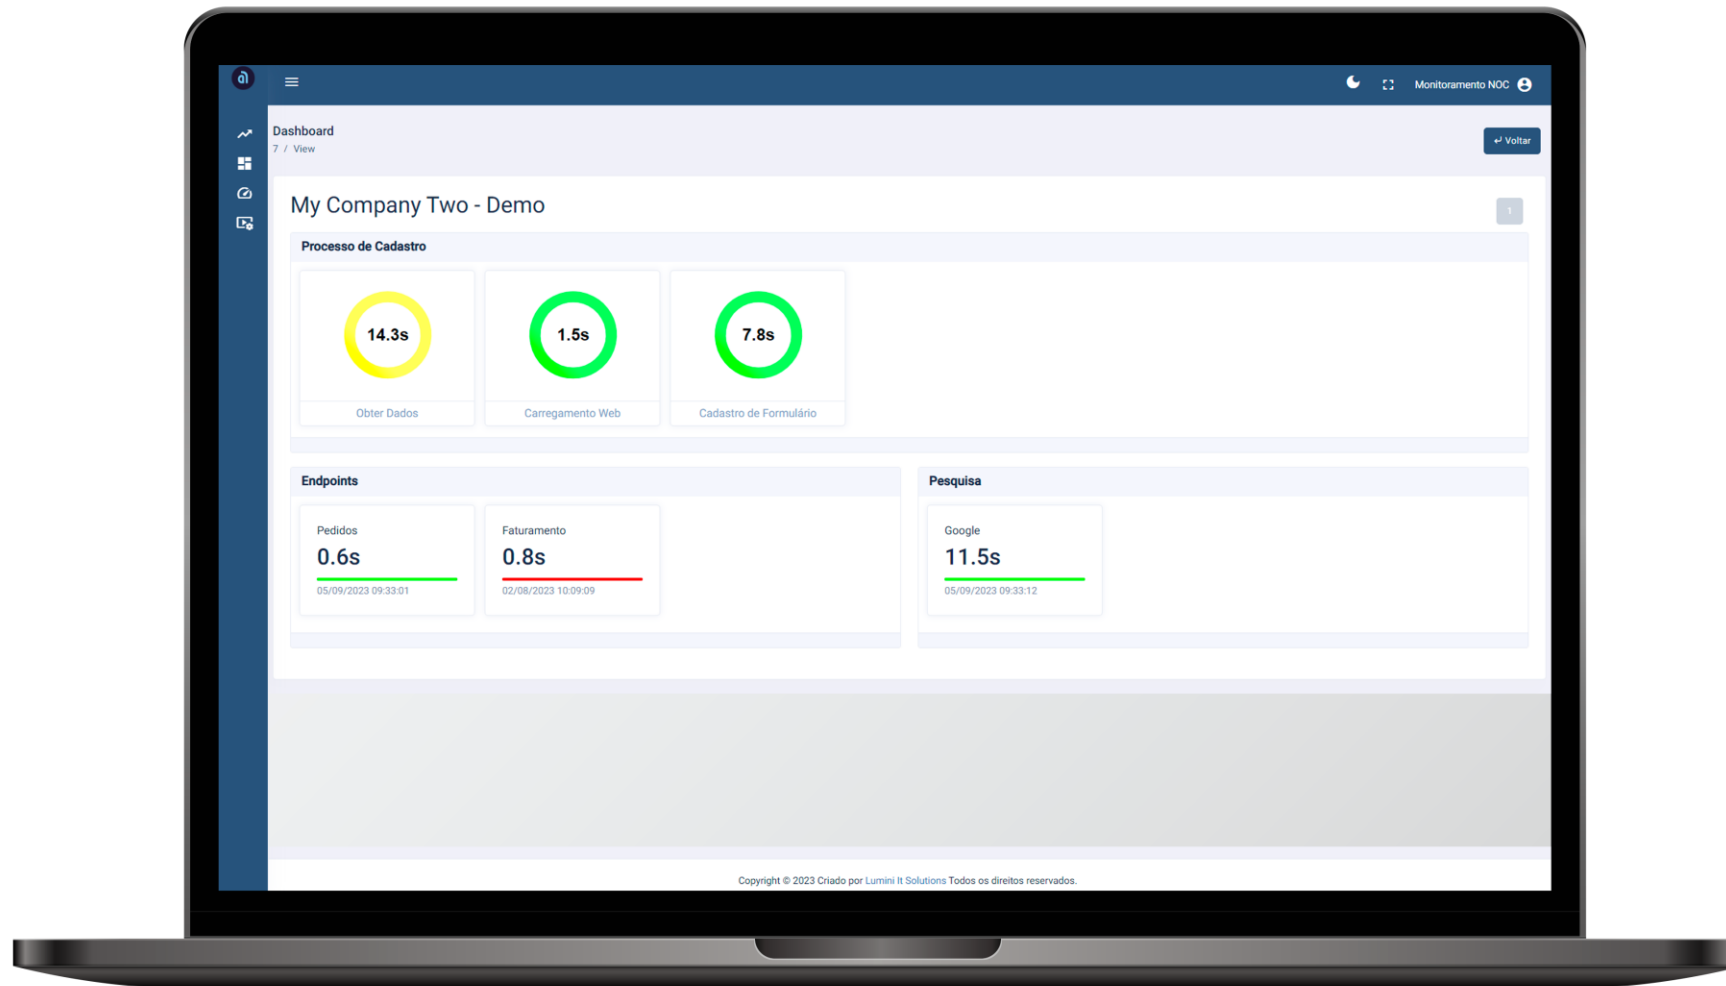 Monitoramento NOC
Dashboard
7 / View
Voltar
My Company Two - Demo
1
Processo de Cadastro
14.3s
1.5s
7.8s
Obter Dados
Carregamento Web
Cadastro de Formulário
Endpoints
Pedidos
0.6s
05/09/2023 09:33:01
Faturamento
0.8s
02/08/2023 10:09:09
Pesquisa
Google
11.5s
05/09/2023 09:33:12
Copyright © 2023 Criado por Lumini It Solutions Todos os direitos reservados.